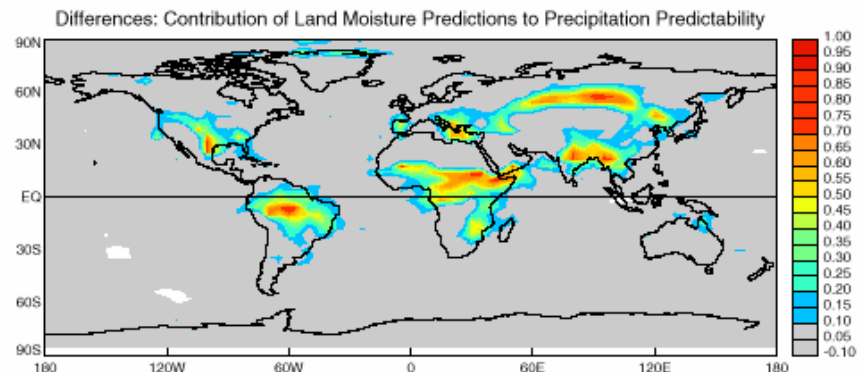 Differences: Contribution of Land Moisture Predictions to Precipitation Predictability
90N
60N
30N
EQ
30S
60S
90S
180
120W
60W
0
60E
120E
180
1.00
0.95
0.90
0.85
0.80
0.75
0.70
0.65
0.60
0.55
0.50
0.45
0.40
0.35
0.30
0.25
0.20
0.15
0.10
0.05
-0.10